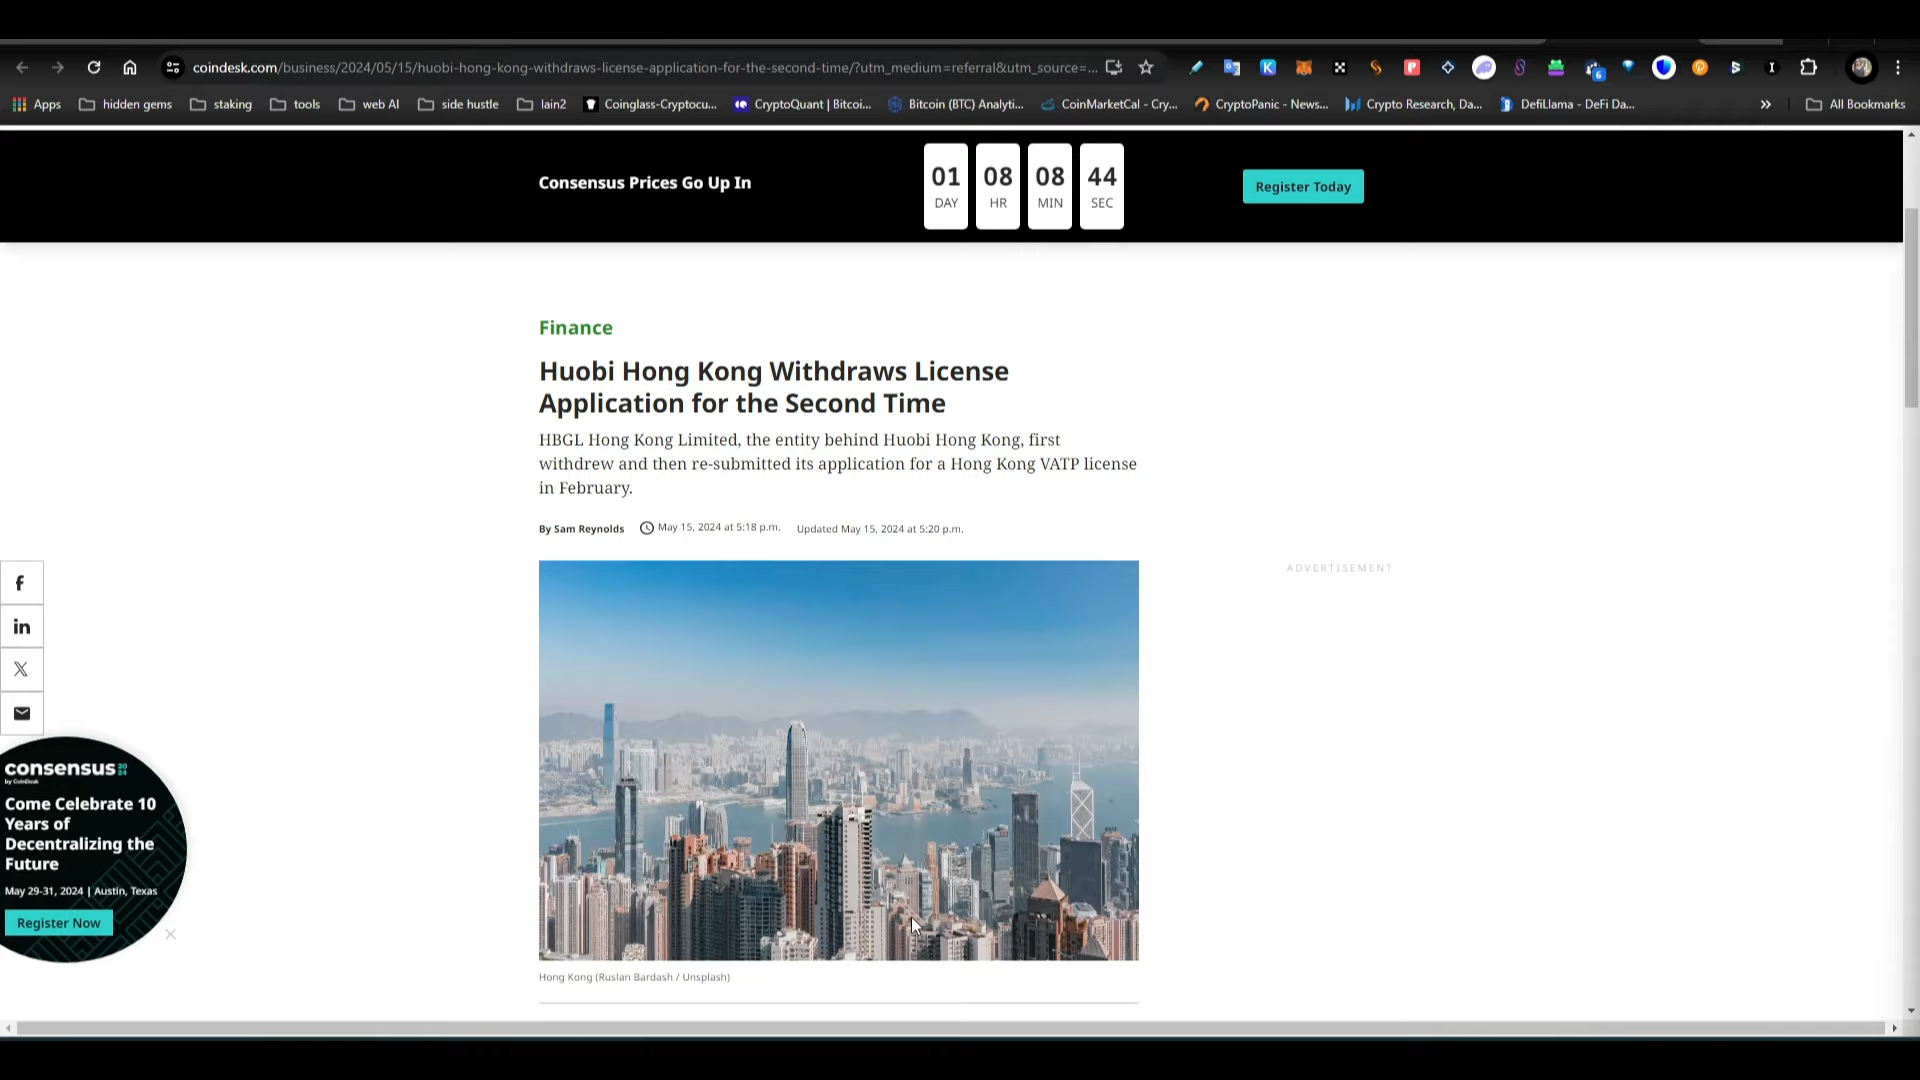 coindesk.com/business/2024/05/15/huobi-hong-kong-withdraws-license-application-for-the-second-time/?utm_medium=referral&utm_source=...
Apps hidden gems staking tools web AI side hustle lain2 Coinglass-Cryptocu... CryptoQuant | Bitcoi... Bitcoin (BTC) Analyti... CoinMarketCal - Cry... CryptoPanic - News... Crypto Research, Da... DefiLlama - DeFi Da... » All Bookmarks
Consensus Prices Go Up In
01 08 08 44
DAY HR MIN SEC
Register Today
Finance
Huobi Hong Kong Withdraws License
Application for the Second Time
HBGL Hong Kong Limited, the entity behind Huobi Hong Kong, first
withdrew and then re-submitted its application for a Hong Kong VATP license
in February.
By Sam Reynolds May 15, 2024 at 5:18 p.m. Updated May 15, 2024 at 5:20 p.m.
ADVERTISEMENT
consensus 2024
by CoinDesk
Come Celebrate 10
Years of
Decentralizing the
Future
May 29-31, 2024 | Austin, Texas
Register Now
Hong Kong (Ruslan Bardash / Unsplash)